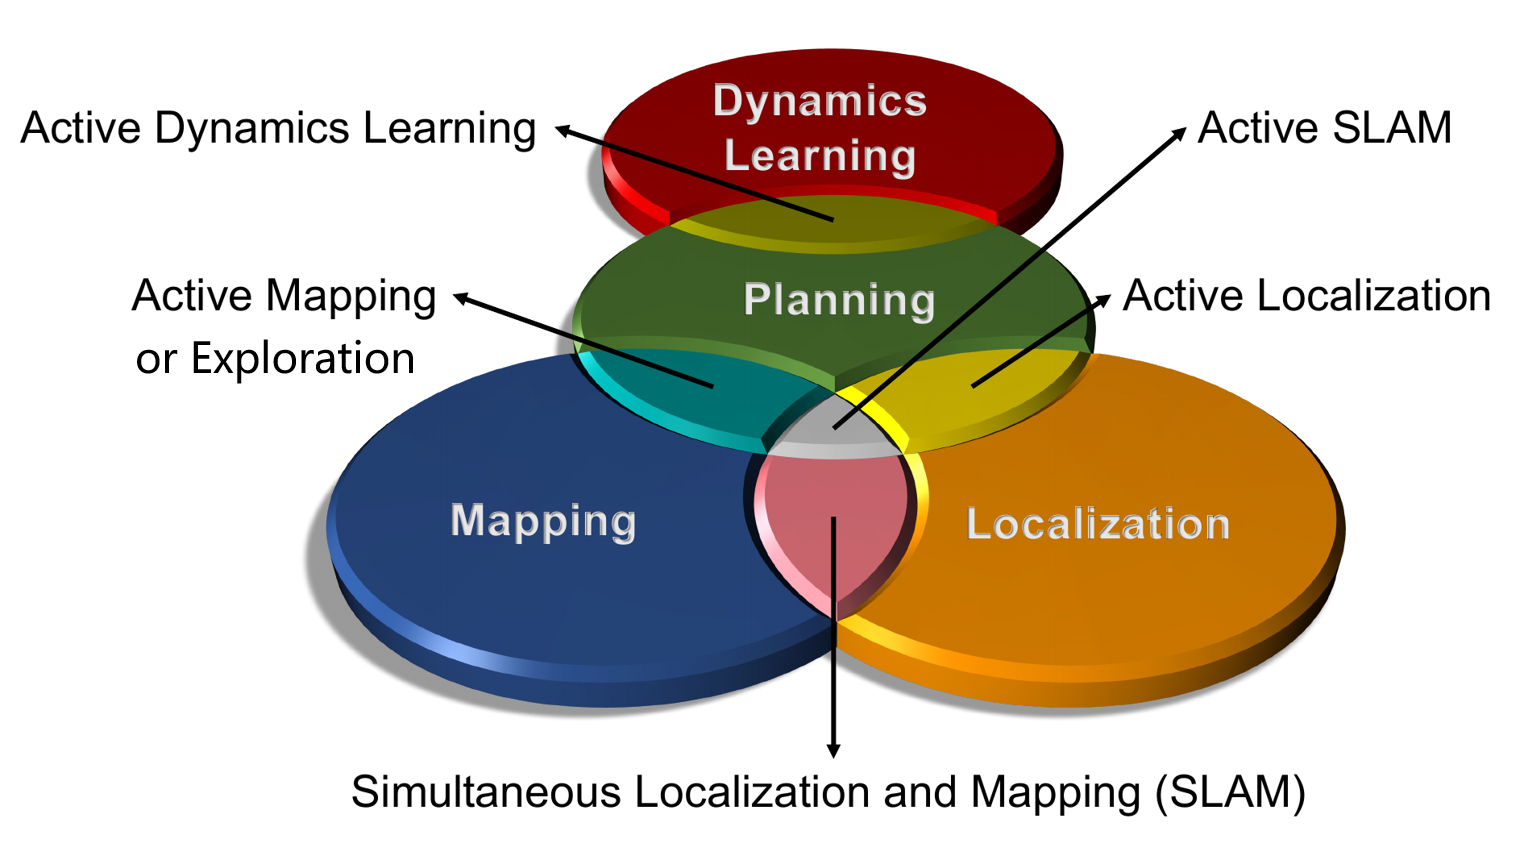 Dynamics
Learning
Active Dynamics Learning
Active SLAM
Active Mapping
or Exploration
Planning
Active Localization
Mapping
Localization
Simultaneous Localization and Mapping (SLAM)